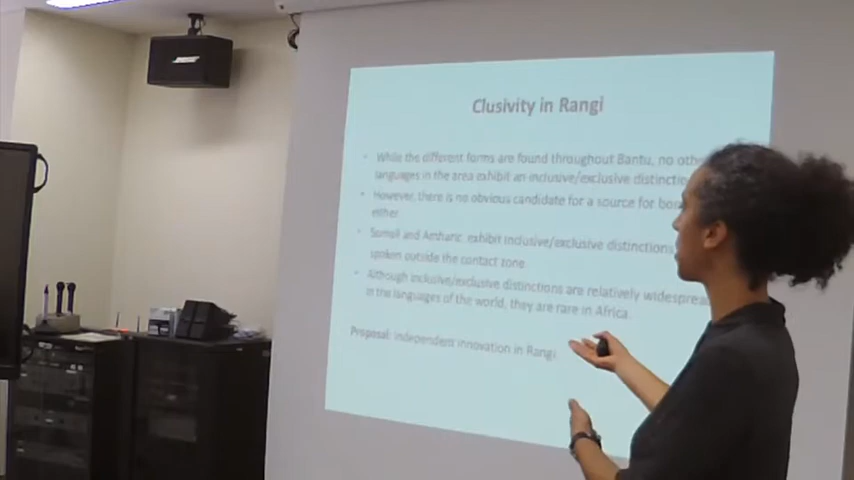 Clusivity in Rangi
While the different forms are found throughout Bantu, no othe
languages in the area exhibit an inclusive/exclusive distinctio
However, there is no obvious candidate for a source for bor
either.
Somali and Amharic exhibit inclusive/exclusive distinctions
spoken outside the contact zone.
Although inclusive/exclusive distinctions are relatively widespread
in the languages of the world, they are rare in Africa.
Proposal: independent innovation in Rangi